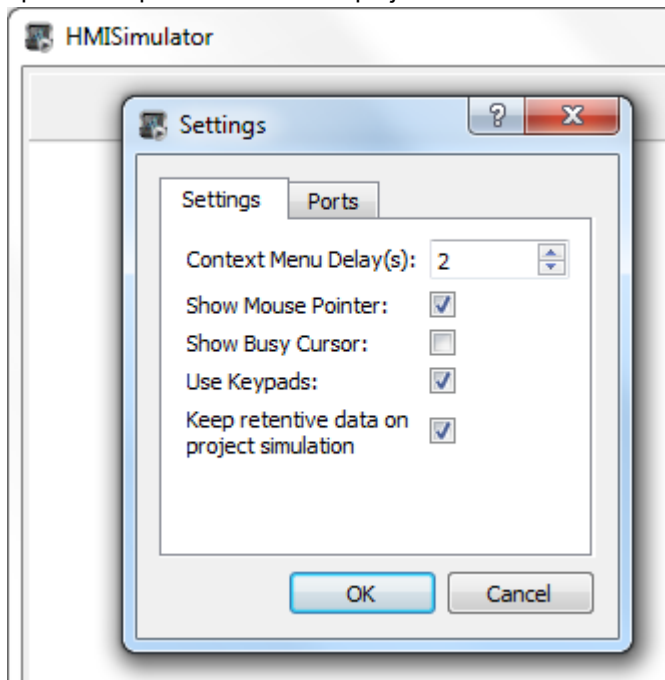 HMISimulator
Settings
Settings Ports
Context Menu Delay(s): 2
Show Mouse Pointer:
Show Busy Cursor:
Use Keypads:
Keep retentive data on
project simulation
OK Cancel